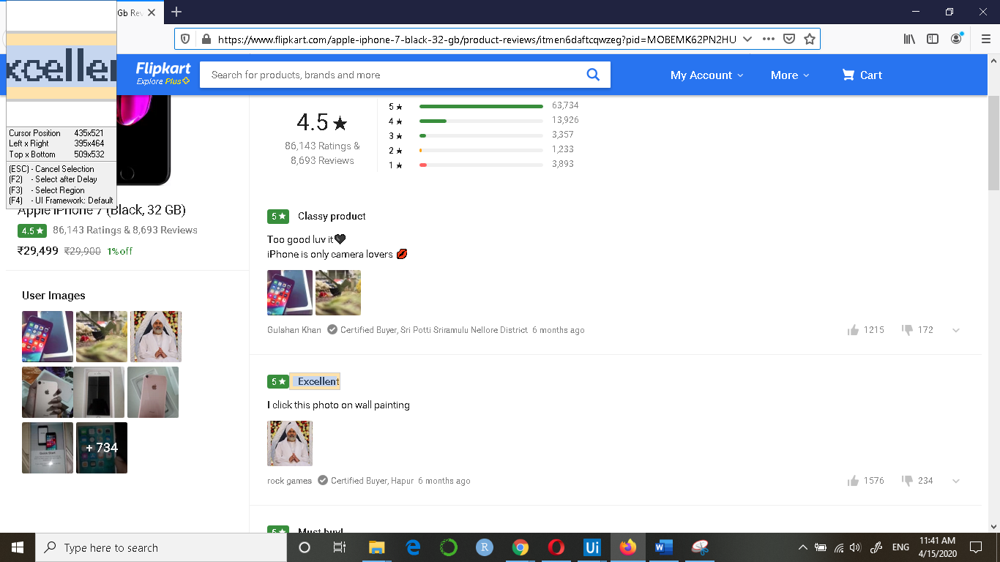 Gb Rev
https://www.flipkart.com/apple-iphone-7-black-32-gb/product-reviews/itmen6daftcqwzeg?pid=MOBEMK62PN2HU
xceller
Flipkart
Explore Plus
Search for products, brands and more
My Account
More
Cart
Cursor Position 435x521
Left x Right 395x464
Top x Bottom 509x532
(ESC) - Cancel Selection
(F2) - Select after Delay
(F3) - Select Region
(F4) - UI Framework: Default
Apple iPhone 7 (Black, 32 GB)
4.5★ 86,143 Ratings & 8,693 Reviews
₹29,499 ₹29,900 1% off
User Images
+ 734
4.5★
86,143 Ratings &
8,693 Reviews
5★ 63,734
4★ 13,926
3★ 3,357
2★ 1,233
1★ 3,893
5★ Classy product
Too good luv it🖤
iPhone is only camera lovers 💋
Gulshan Khan Certified Buyer, Sri Potti Sriramulu Nellore District 6 months ago
1215 172
5★ Excellent
I click this photo on wall painting
rock games Certified Buyer, Hapur 6 months ago
1576 234
5★ Must buy!
Type here to search
R
Ui
W
ENG
11:41 AM
4/15/2020